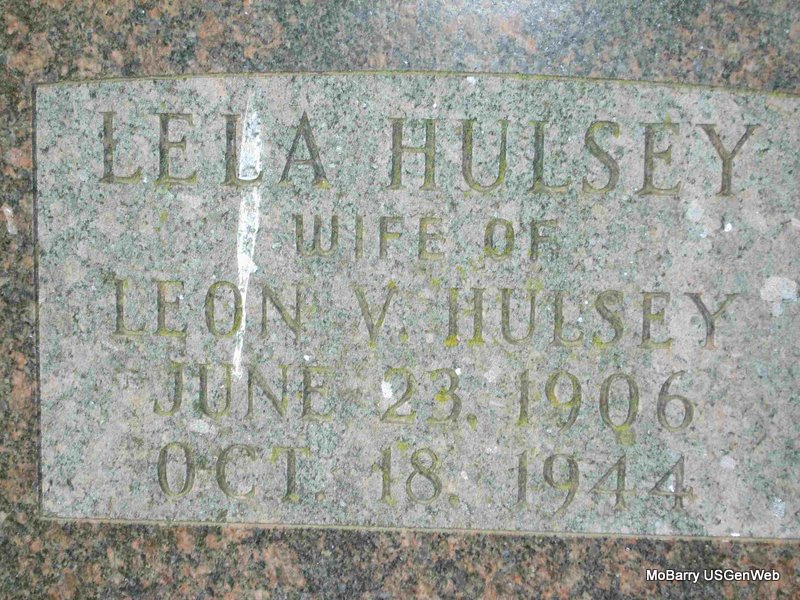 LELA HULSEY
WIFE OF
LEON V. HULSEY
JUNE 23, 1906
OCT. 18, 1944
MoBarry USGenWeb